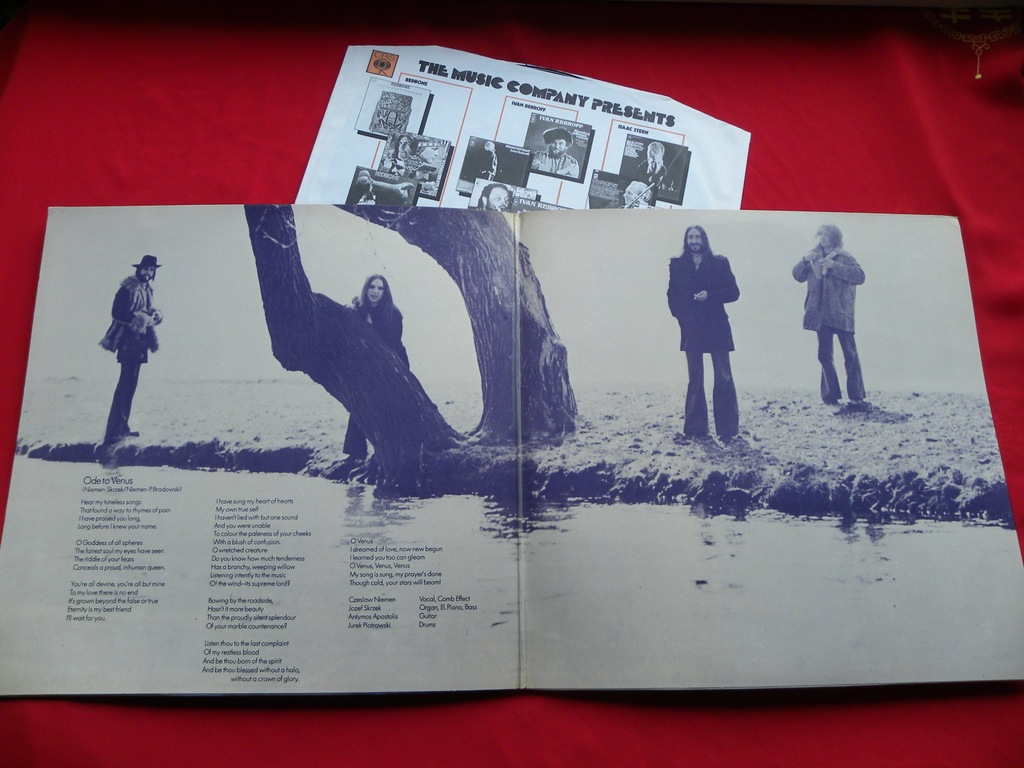 CBS
THE MUSIC COMPANY PRESENTS
REDBONE
IVAN REBROFF
ISAAC STERN
IVAN REBROFF
REDBONE
IVAN REBROFF
Ode to Venus
(Niemen-Skrzek/Niemen-P.Brodowski)
Hear my tuneless songs
That found a way to rhymes of pain
I have praised you long,
Long before I knew your name.
O Goddess of all spheres
The fairest soul my eyes have seen
The riddle of your fears
Conceals a proud, inhuman queen.
You're all devine, you're all but mine
To my love there is no end
It's grown beyond the false or true
Eternity is my best friend
I'll wait for you.
I have sung my heart of hearts
My own true self
I haven't lied with but one sound
And you were unable
To colour the paleness of your cheeks
With a blush of confusion.
O wretched creature
Do you know how much tenderness
Has a branchy, weeping willow
Listening intently to the music
Of the wind—its supreme lord?
Bowing by the roadside,
Hasn't it more beauty
Than the proudly silent splendour
Of your marble countenance?
Listen thou to the last complaint
Of my restless blood
And be thou born of the spirit
And be thou blessed without a halo,
without a crown of glory.
O Venus
I dreamed of love, now new begun
I learned you too can gleam
O Venus, Venus, Venus
My song is sung, my prayer's done
Though cold, your stars will beam!
Czeslaw Niemen Vocal, Comb Effect
Jozef Skrzek Organ, El. Piano, Bass
Antymos Apostolis Guitar
Jurek Piotrowski Drums